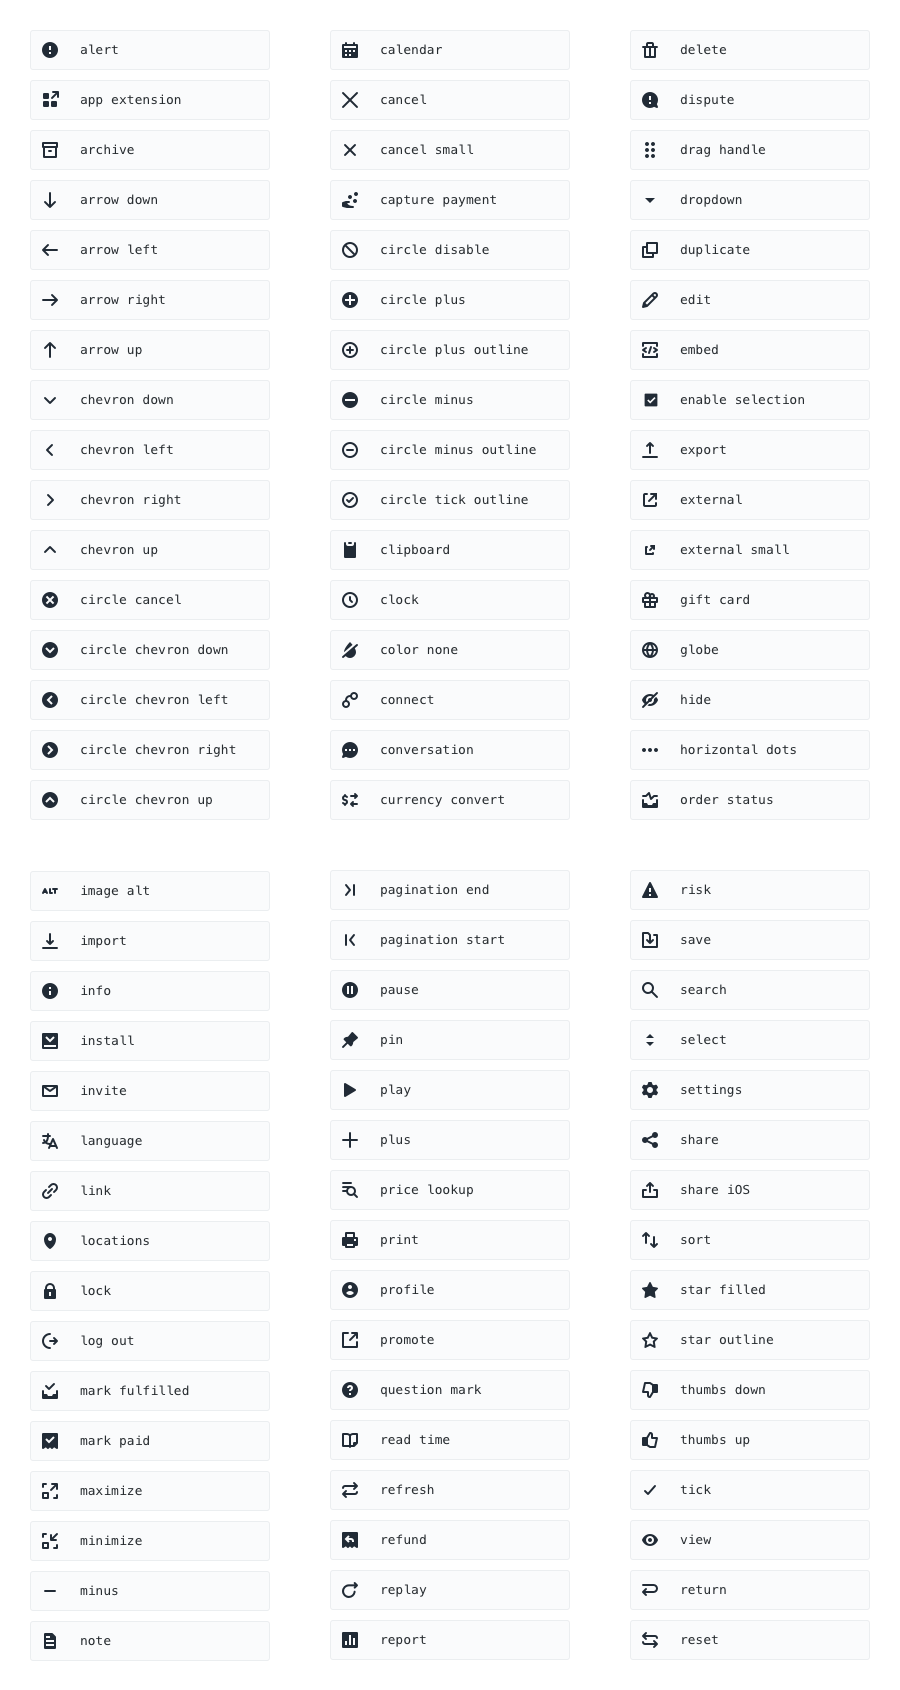 alert
app extension
archive
arrow down
arrow left
arrow right
arrow up
chevron down
chevron left
chevron right
chevron up
circle cancel
circle chevron down
circle chevron left
circle chevron right
circle chevron up
calendar
cancel
cancel small
capture payment
circle disable
circle plus
circle plus outline
circle minus
circle minus outline
circle tick outline
clipboard
clock
color none
connect
conversation
currency convert
delete
dispute
drag handle
dropdown
duplicate
edit
embed
enable selection
export
external
external small
gift card
globe
hide
horizontal dots
order status
ALT image alt
import
info
install
invite
language
link
locations
lock
log out
mark fulfilled
mark paid
maximize
minimize
minus
note
pagination end
pagination start
pause
pin
play
plus
price lookup
print
profile
promote
question mark
read time
refresh
refund
replay
report
risk
save
search
select
settings
share
share iOS
sort
star filled
star outline
thumbs down
thumbs up
tick
view
return
reset